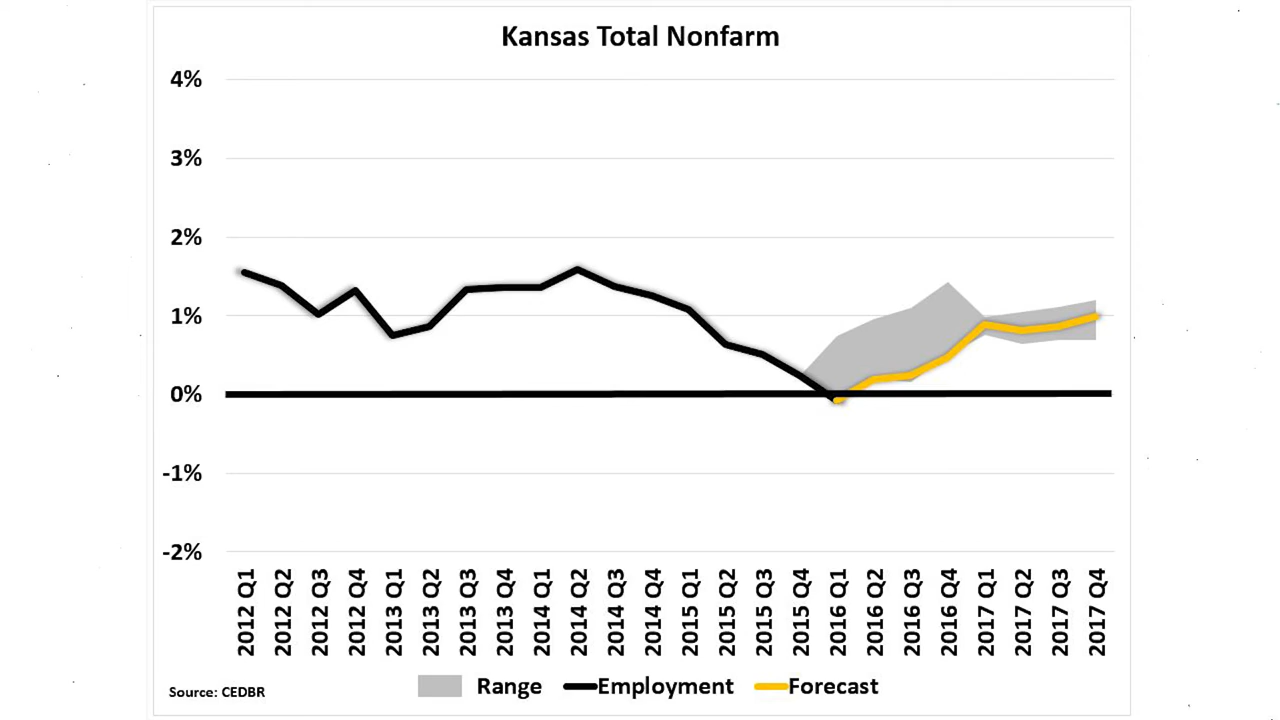 Kansas Total Nonfarm
4%
3%
2%
1%
0%
-1%
-2%
2012 Q1
2012 Q2
2012 Q3
2012 Q4
2013 Q1
2013 Q2
2013 Q3
2013 Q4
2014 Q1
2014 Q2
2014 Q3
2014 Q4
2015 Q1
2015 Q2
2015 Q3
2015 Q4
2016 Q1
2016 Q2
2016 Q3
2016 Q4
2017 Q1
2017 Q2
2017 Q3
2017 Q4
Range Employment Forecast
Source: CEDBR